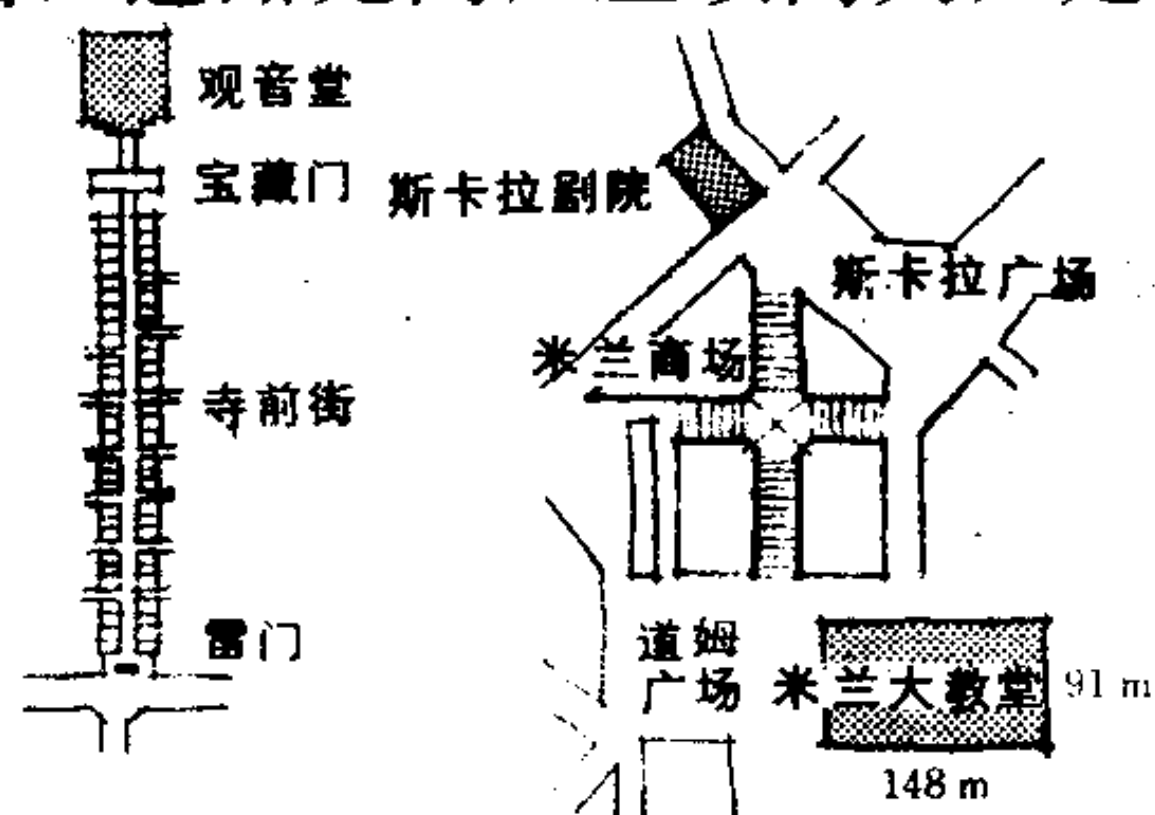 观音堂
宝藏门
寺前街
雷门
斯卡拉剧院
斯卡拉广场
米兰商场
道姆
广场
米兰大教堂
91 m
148 m